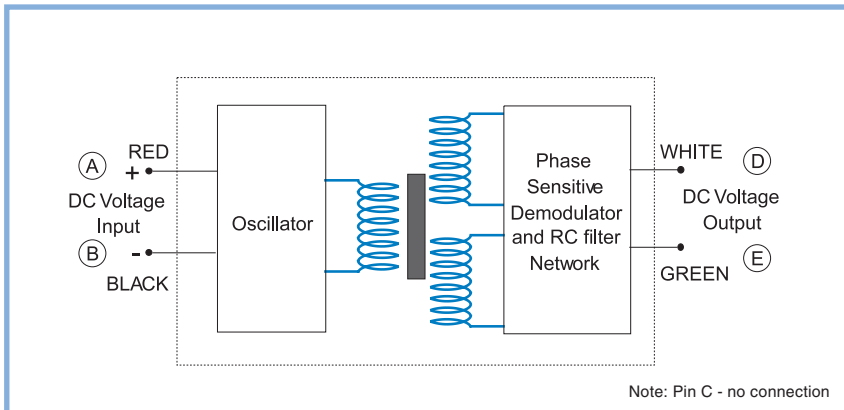 A
RED
+
DC Voltage
Input
B
-
BLACK
Oscillator
Phase
Sensitive
Demodulator
and RC filter
Network
WHITE
D
DC Voltage
Output
E
GREEN
Note: Pin C - no connection